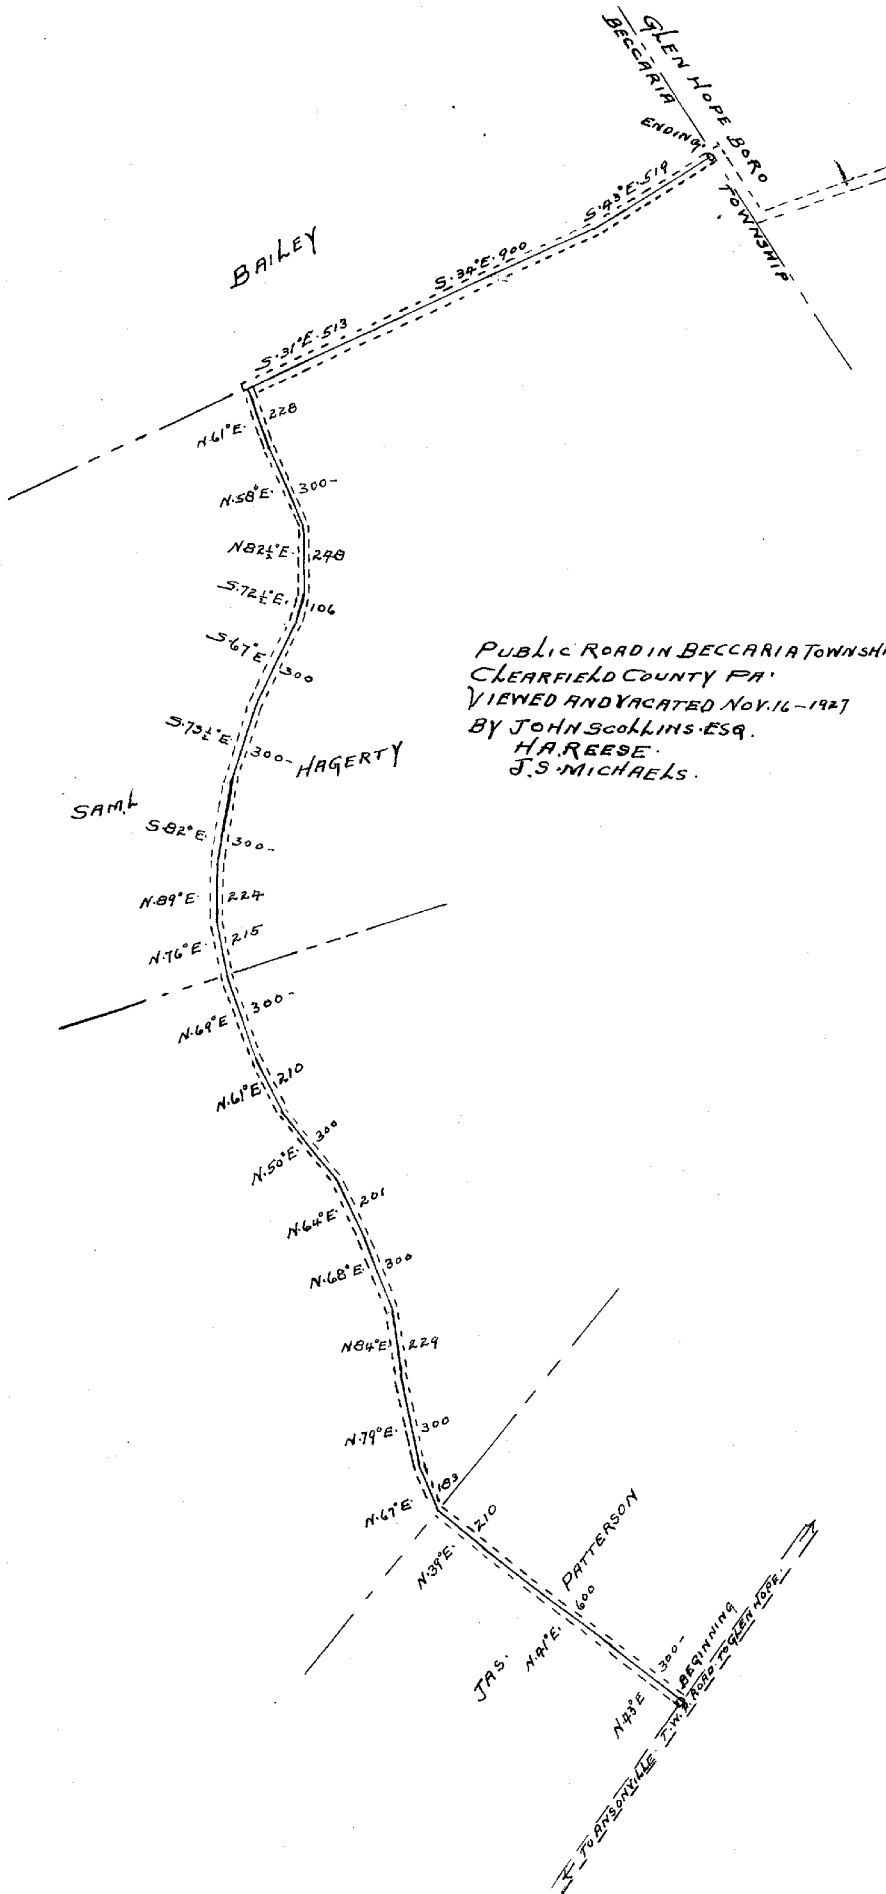 GLEN HOPE BORO
BECCARIA
TOWNSHIP
ENDING
S.43°E.519
S.34°E.900
S.31°E.513
BAILEY
N.61°E. 228
N.58°E. 300-
N82½°E. 248
S.72½°E. 106
S.67°E. 300
S.73½°E. 300-
HAGERTY
SAM.L
S.82°E. 300-
N.89°E. 224
N.76°E. 215
N.69°E. 300-
N.61°E. 210
N.50°E. 300
N.64°E. 201
N.68°E. 300
N84°E. 229
N.79°E. 300
N.67°E. 183
N.39°E. 210
PATTERSON
JAS.
N.41°E. 600
N.43°E 300-
BEGINNING
TO ANSONVILLE. T.W.P. ROAD. TO GLEN HOPE.
PUBLIC ROAD IN BECCARIA TOWNSHI
CLEARFIELD COUNTY PA.
VIEWED AND VACATED NOV. 16-1927
BY JOHN SCOLLINS. ESQ.
H A. REESE.
J. S. MICHAELS.